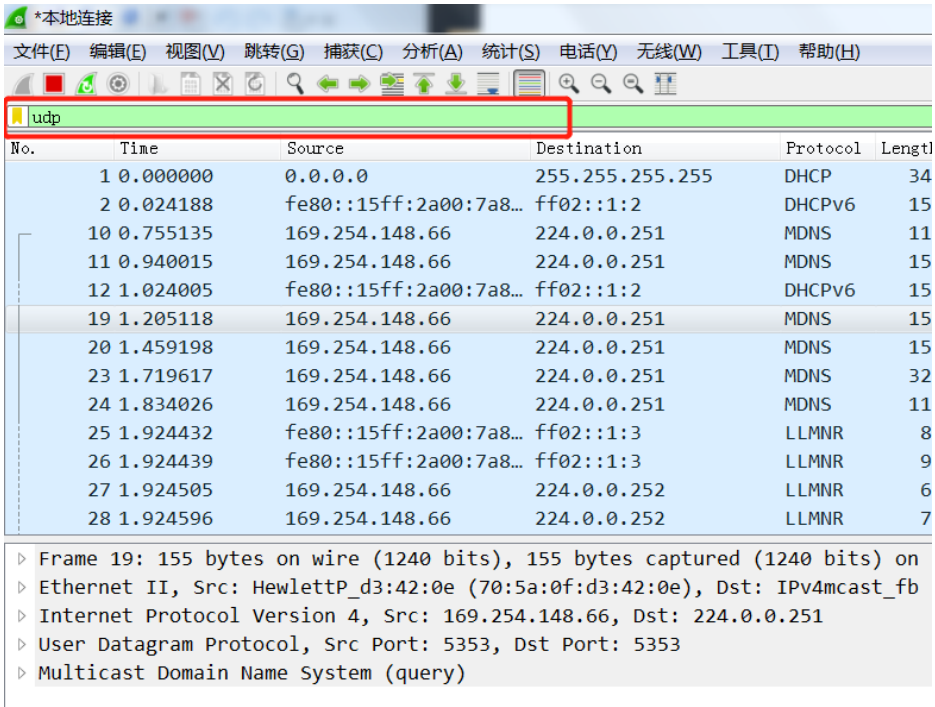 *本地连接
文件(F) 编辑(E) 视图(V) 跳转(G) 捕获(C) 分析(A) 统计(S) 电话(Y) 无线(W) 工具(T) 帮助(H)
udp
No. Time Source Destination Protocol Lengt
1 0.000000 0.0.0.0 255.255.255.255 DHCP 34
2 0.024188 fe80::15ff:2a00:7a8… ff02::1:2 DHCPv6 15
10 0.755135 169.254.148.66 224.0.0.251 MDNS 11
11 0.940015 169.254.148.66 224.0.0.251 MDNS 15
12 1.024005 fe80::15ff:2a00:7a8… ff02::1:2 DHCPv6 15
19 1.205118 169.254.148.66 224.0.0.251 MDNS 15
20 1.459198 169.254.148.66 224.0.0.251 MDNS 15
23 1.719617 169.254.148.66 224.0.0.251 MDNS 32
24 1.834026 169.254.148.66 224.0.0.251 MDNS 11
25 1.924432 fe80::15ff:2a00:7a8… ff02::1:3 LLMNR 8
26 1.924439 fe80::15ff:2a00:7a8… ff02::1:3 LLMNR 9
27 1.924505 169.254.148.66 224.0.0.252 LLMNR 6
28 1.924596 169.254.148.66 224.0.0.252 LLMNR 7
Frame 19: 155 bytes on wire (1240 bits), 155 bytes captured (1240 bits) on
Ethernet II, Src: HewlettP_d3:42:0e (70:5a:0f:d3:42:0e), Dst: IPv4mcast_fb
Internet Protocol Version 4, Src: 169.254.148.66, Dst: 224.0.0.251
User Datagram Protocol, Src Port: 5353, Dst Port: 5353
Multicast Domain Name System (query)